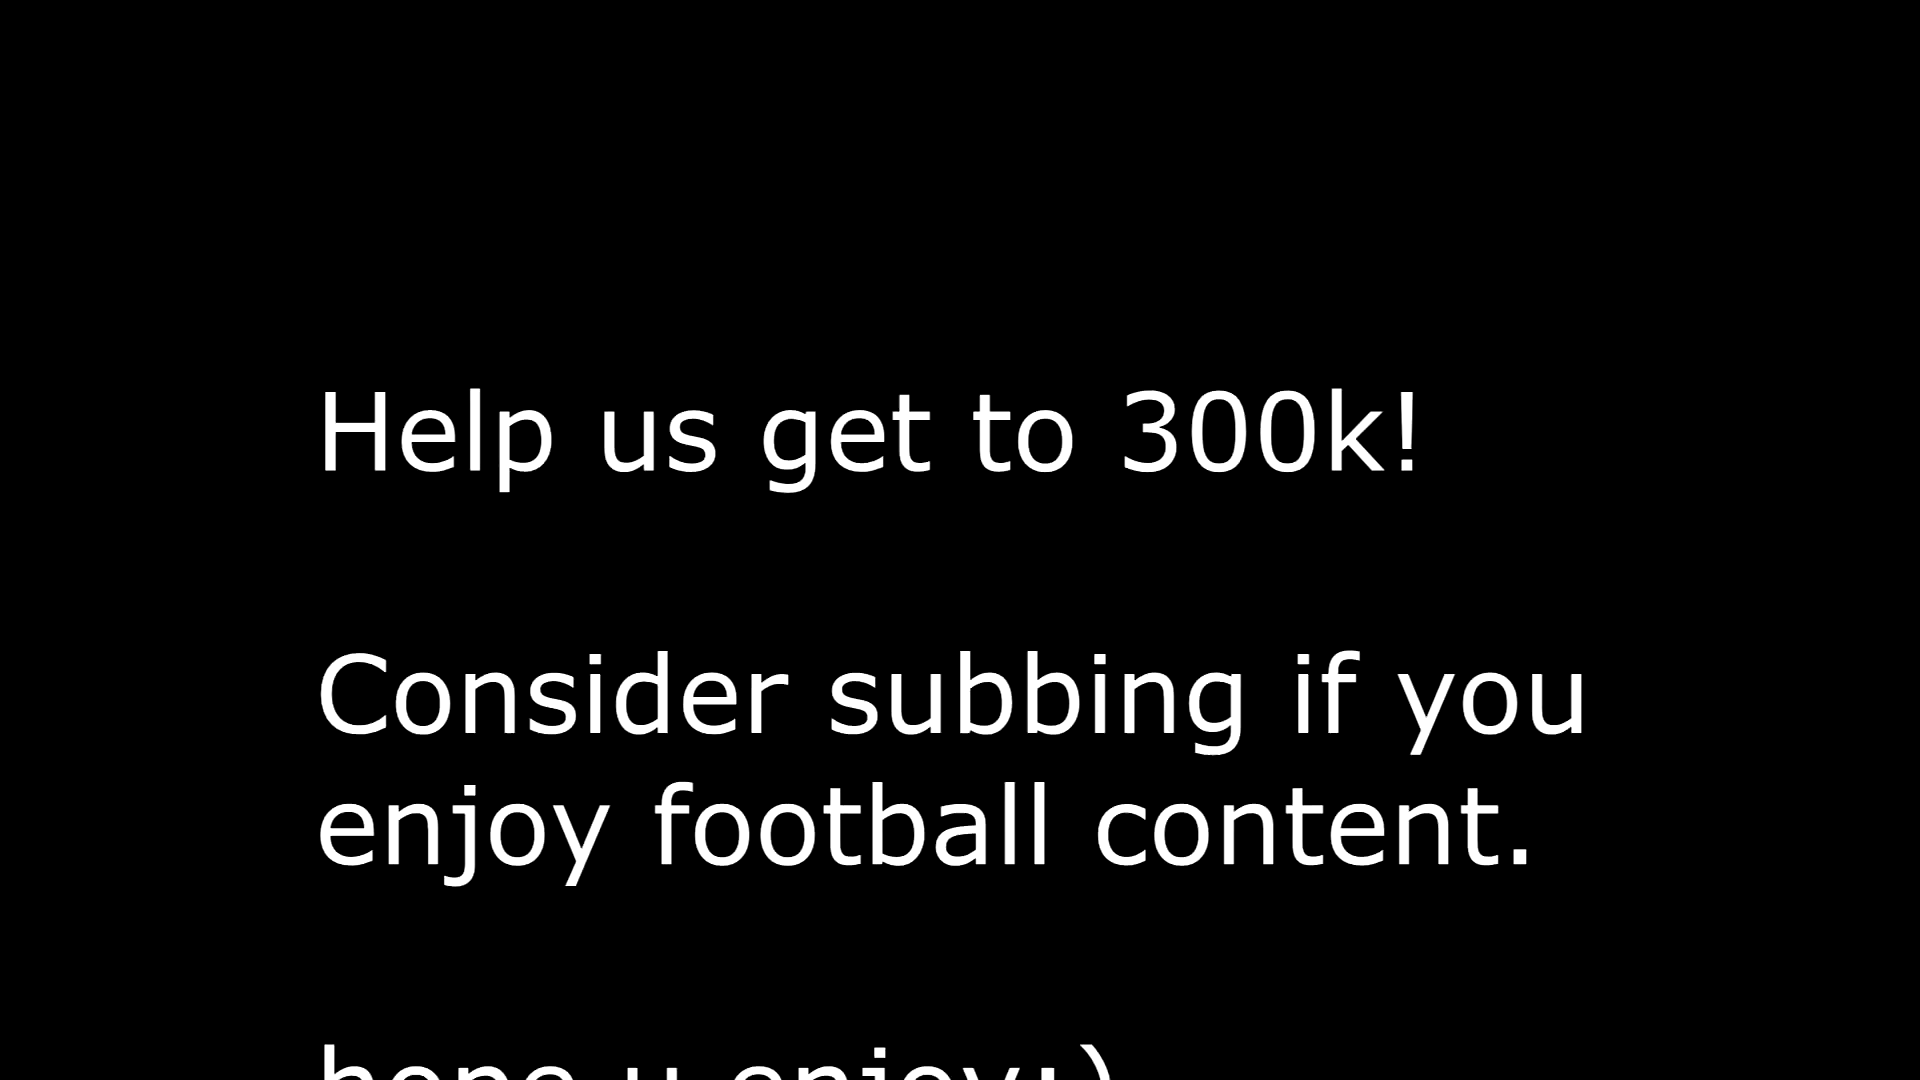 Help us get to 300k!
Consider subbing if you
enjoy football content.
hope u enjoy:)